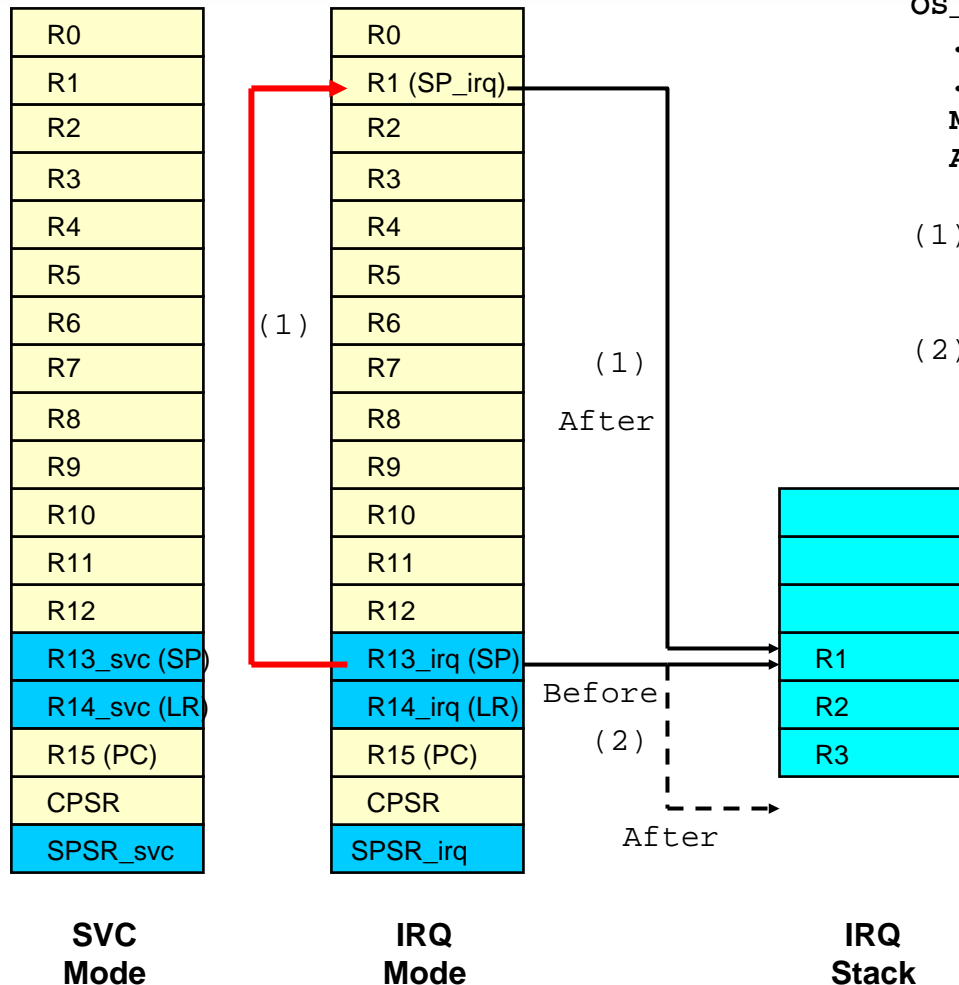 R0
R1
R2
R3
R4
R5
R6
R7
R8
R9
R10
R11
R12
R13_svc (SP)
R14_svc (LR)
R15 (PC)
CPSR
SPSR_svc
SVC
Mode
(1)
R0
R1 (SP_irq)
R2
R3
R4
R5
R6
R7
R8
R9
R10
R11
R12
R13_irq (SP)
R14_irq (LR)
R15 (PC)
CPSR
SPSR_irq
IRQ
Mode
(1)
After
Before
(2)
After
R1
R2
R3
IRQ
Stack
OS_
.
.
(1)
(2)